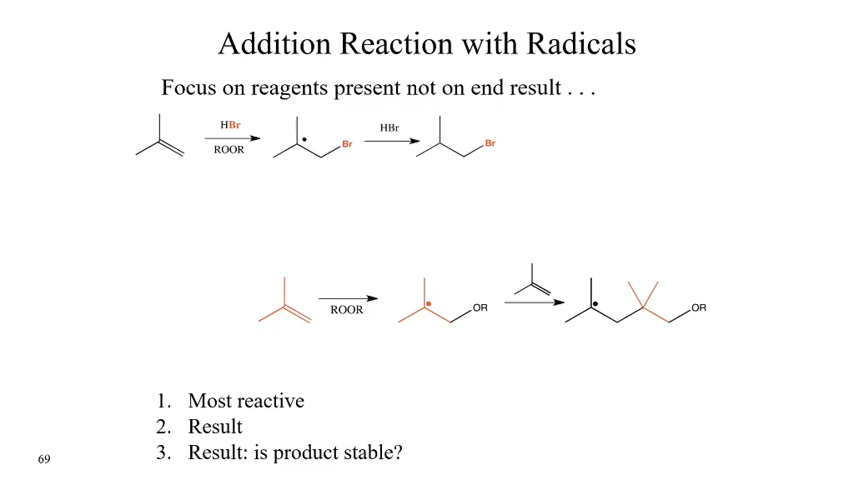 Addition Reaction with Radicals
Focus on reagents present not on end result . . .
HBr
ROOR
Br
HBr
Br
ROOR
OR
OR
1. Most reactive
2. Result
3. Result: is product stable?
69